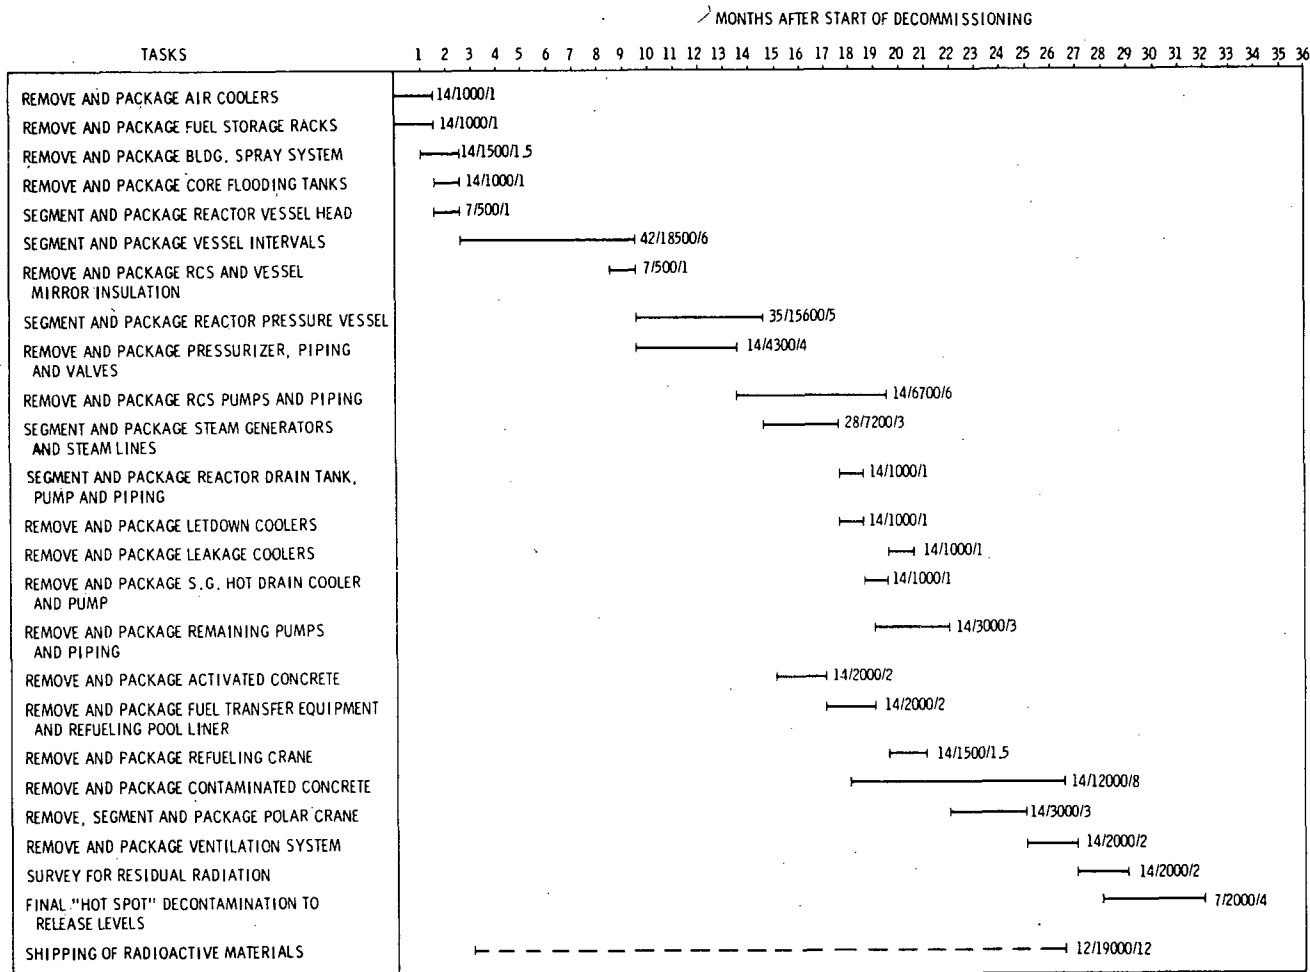 MONTHS AFTER START OF DECOMMISSIONING
TASKS 1 2 3 4 5 6 7 8 9 10 11 12 13 14 15 16 17 18 19 20 21 22 23 24 25 26 27 28 29 30 31 32 33 34 35 36
REMOVE AND PACKAGE AIR COOLERS 14/1000/1
REMOVE AND PACKAGE FUEL STORAGE RACKS 14/1000/1
REMOVE AND PACKAGE BLDG. SPRAY SYSTEM 14/1500/1.5
REMOVE AND PACKAGE CORE FLOODING TANKS 14/1000/1
SEGMENT AND PACKAGE REACTOR VESSEL HEAD 7/500/1
SEGMENT AND PACKAGE VESSEL INTERVALS 42/18500/6
REMOVE AND PACKAGE RCS AND VESSEL 7/500/1
MIRROR INSULATION
SEGMENT AND PACKAGE REACTOR PRESSURE VESSEL 35/15600/5
REMOVE AND PACKAGE PRESSURIZER, PIPING 14/4300/4
AND VALVES
REMOVE AND PACKAGE RCS PUMPS AND PIPING 14/6700/6
SEGMENT AND PACKAGE STEAM GENERATORS 28/7200/3
AND STEAM LINES
SEGMENT AND PACKAGE REACTOR DRAIN TANK, 14/1000/1
PUMP AND PIPING
REMOVE AND PACKAGE LETDOWN COOLERS 14/1000/1
REMOVE AND PACKAGE LEAKAGE COOLERS 14/1000/1
REMOVE AND PACKAGE S.G. HOT DRAIN COOLER 14/1000/1
AND PUMP
REMOVE AND PACKAGE REMAINING PUMPS 14/3000/3
AND PIPING
REMOVE AND PACKAGE ACTIVATED CONCRETE 14/2000/2
REMOVE AND PACKAGE FUEL TRANSFER EQUIPMENT 14/2000/2
AND REFUELING POOL LINER
REMOVE AND PACKAGE REFUELING CRANE 14/1500/1.5
REMOVE AND PACKAGE CONTAMINATED CONCRETE 14/12000/8
REMOVE, SEGMENT AND PACKAGE POLAR CRANE 14/3000/3
REMOVE AND PACKAGE VENTILATION SYSTEM 14/2000/2
SURVEY FOR RESIDUAL RADIATION 14/2000/2
FINAL "HOT SPOT" DECONTAMINATION TO 7/2000/4
RELEASE LEVELS
SHIPPING OF RADIOACTIVE MATERIALS 12/19000/12